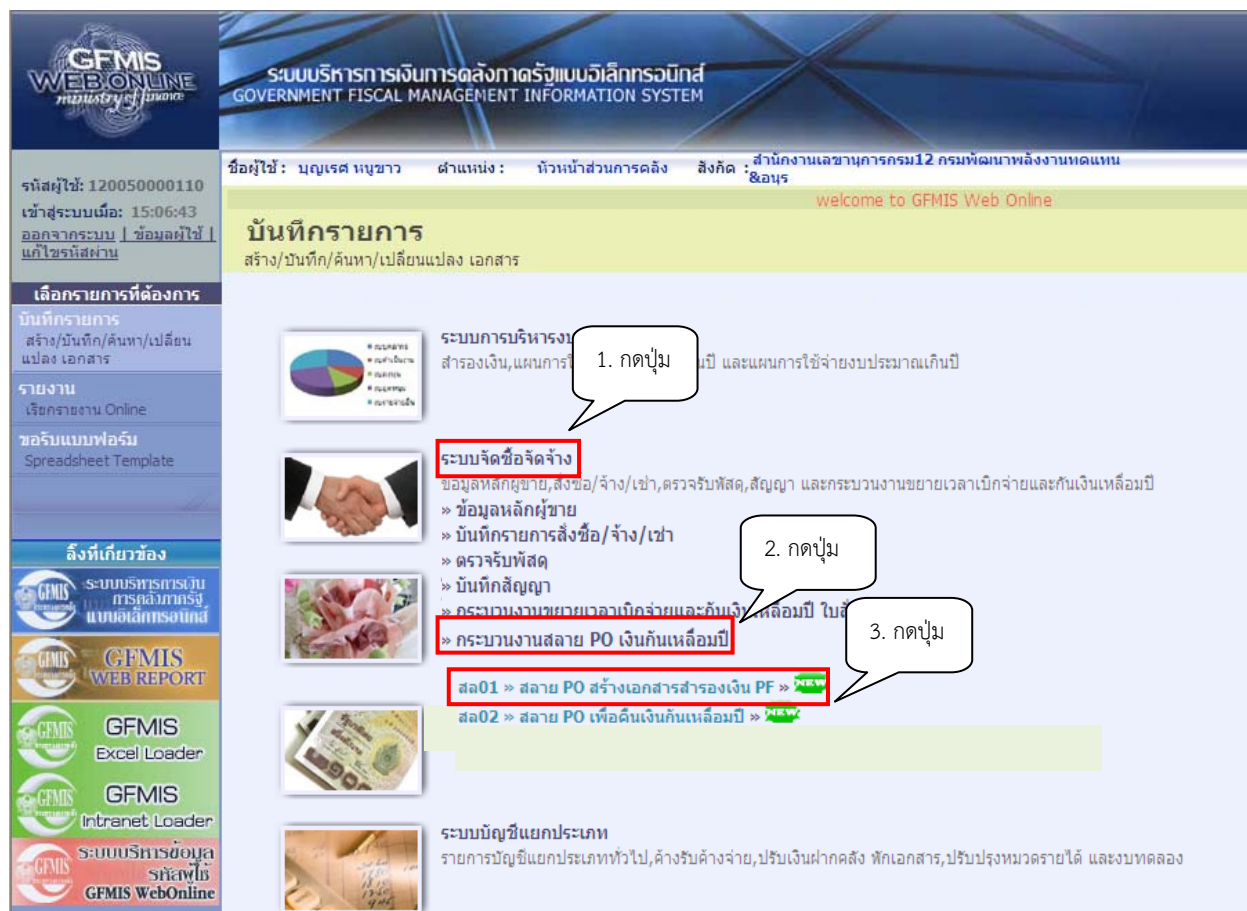 GFMIS
WEB ONLINE
ministry of finance
ระบบบริหารการเงินการคลังภาครัฐแบบอิเล็กทรอนิกส์
GOVERNMENT FISCAL MANAGEMENT INFORMATION SYSTEM
ชื่อผู้ใช้ : บุญเรศ หนูขาว ตำแหน่ง : หัวหน้าส่วนการคลัง สังกัด : สำนักงานเลขานุการกรม12 กรมพัฒนาพลังงานทดแทน
&อนุร
รหัสผู้ใช้: 120050000110
เข้าสู่ระบบเมื่อ: 15:06:43
ออกจากระบบ | ข้อมูลผู้ใช้ |
แก้ไขรหัสผ่าน
welcome to GFMIS Web Online
บันทึกรายการ
สร้าง/บันทึก/ค้นหา/เปลี่ยนแปลง เอกสาร
เลือกรายการที่ต้องการ
บันทึกรายการ
สร้าง/บันทึก/ค้นหา/เปลี่ยน
แปลง เอกสาร
รายงาน
เรียกรายงาน Online
ขอรับแบบฟอร์ม
Spreadsheet Template
ลิ้งที่เกี่ยวข้อง
GFMIS ระบบบริหารการเงิน
การคลังภาครัฐ
แบบอิเล็กทรอนิกส์
GFMIS
WEB REPORT
GFMIS
Excel Loader
GFMIS
Intranet Loader
ระบบบริหารข้อมูล
รหัสผู้ใช้
GFMIS WebOnline
ระบบการบริหารงบ
สำรองเงิน,แผนการใ นปี และแผนการใช้จ่ายงบประมาณเกินปี
1. กดปุ่ม
ระบบจัดซื้อจัดจ้าง
ข้อมูลหลักผู้ขาย,สั่งซื้อ/จ้าง/เช่า,ตรวจรับพัสดุ,สัญญา และกระบวนงานขยายเวลาเบิกจ่ายและกันเงินเหลื่อมปี
» ข้อมูลหลักผู้ขาย
» บันทึกรายการสั่งซื้อ/จ้าง/เช่า
» ตรวจรับพัสดุ
» บันทึกสัญญา
» กระบวนงานขยายเวลาเบิกจ่ายและกันเงินเหลื่อมปี ใบสั่
2. กดปุ่ม
» กระบวนงานสลาย PO เงินกันเหลื่อมปี
3. กดปุ่ม
สล01 » สลาย PO สร้างเอกสารสำรองเงิน PF » NEW
สล02 » สลาย PO เพื่อคืนเงินกันเหลื่อมปี » NEW
ระบบบัญชีแยกประเภท
รายการบัญชีแยกประเภททั่วไป,ค้างรับค้างจ่าย,ปรับเงินฝากคลัง พักเอกสาร,ปรับปรุงหมวดรายได้ และงบทดลอง